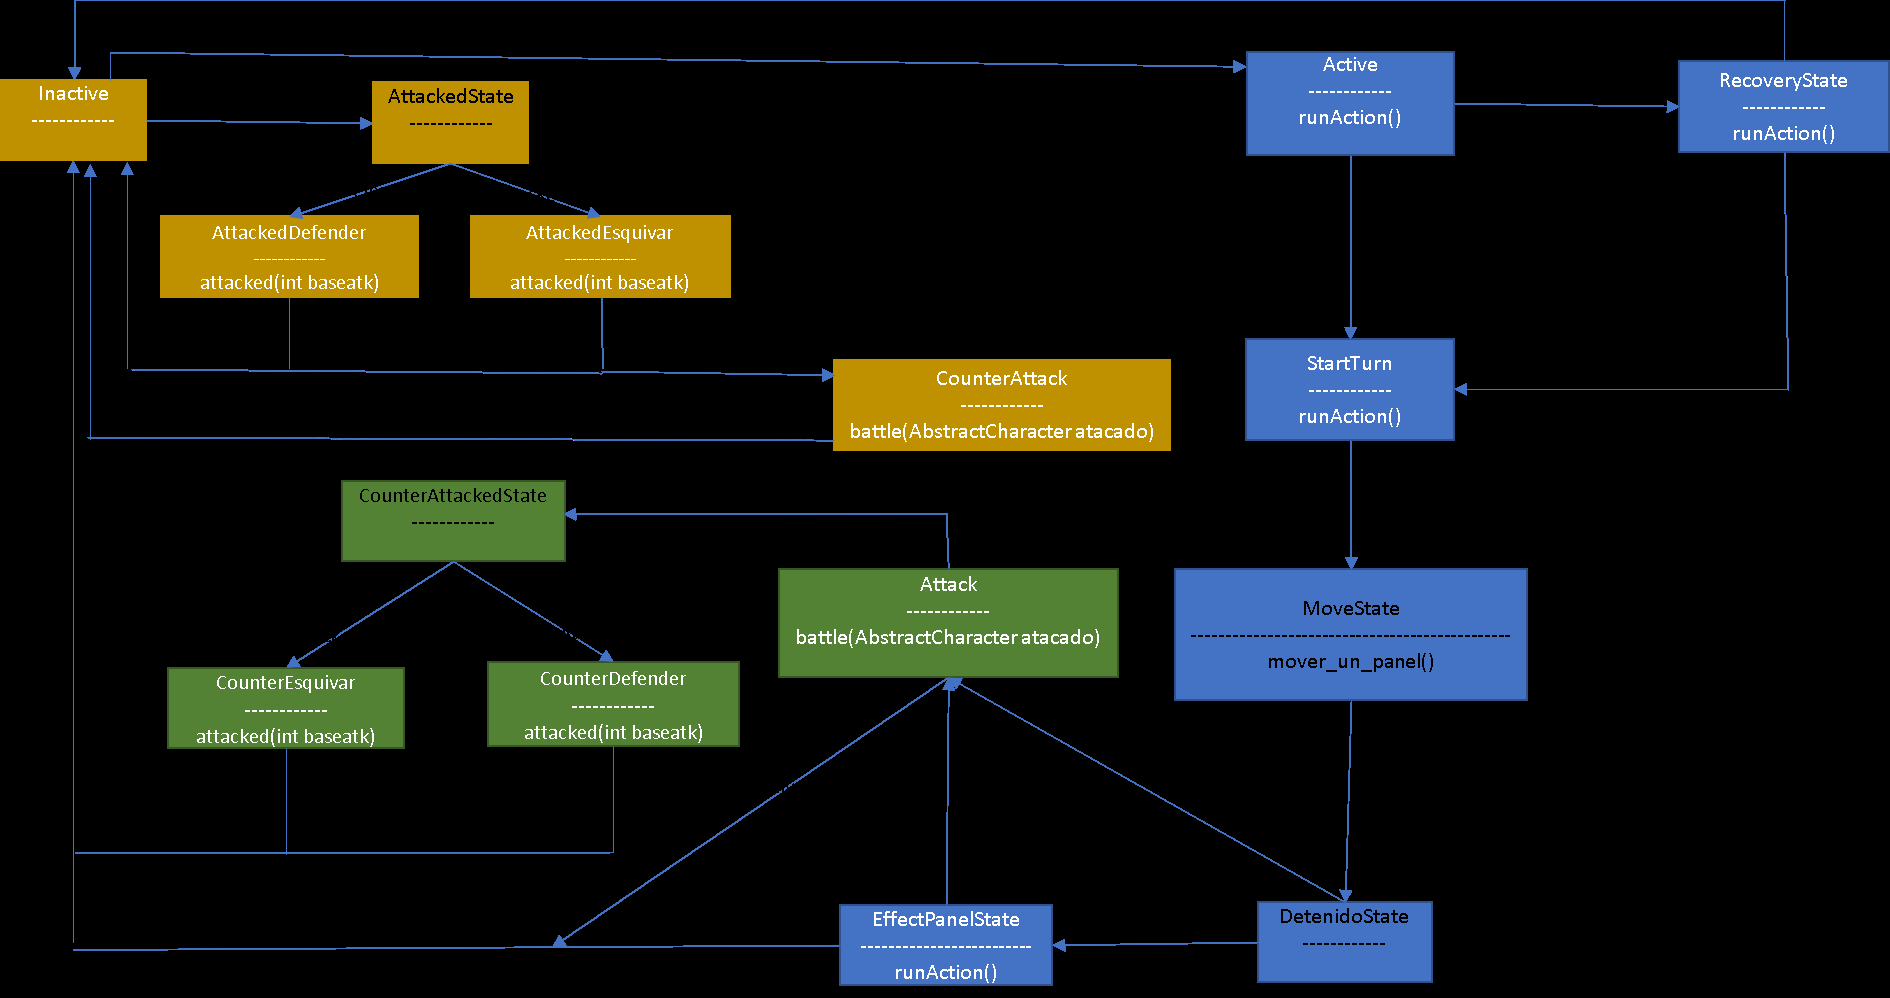 Inactive
------------
AttackedState
------------
Active
------------
runAction()
RecoveryState
------------
runAction()
AttackedDefender
------------
attacked(int baseatk)
AttackedEsquivar
------------
attacked(int baseatk)
CounterAttack
------------
battle(AbstractCharacter atacado)
StartTurn
------------
runAction()
CounterAttackedState
------------
Attack
------------
battle(AbstractCharacter atacado)
MoveState
----------------------------------------------
mover_un_panel()
CounterEsquivar
------------
attacked(int baseatk)
CounterDefender
------------
attacked(int baseatk)
EffectPanelState
-------------------------
runAction()
DetenidoState
------------